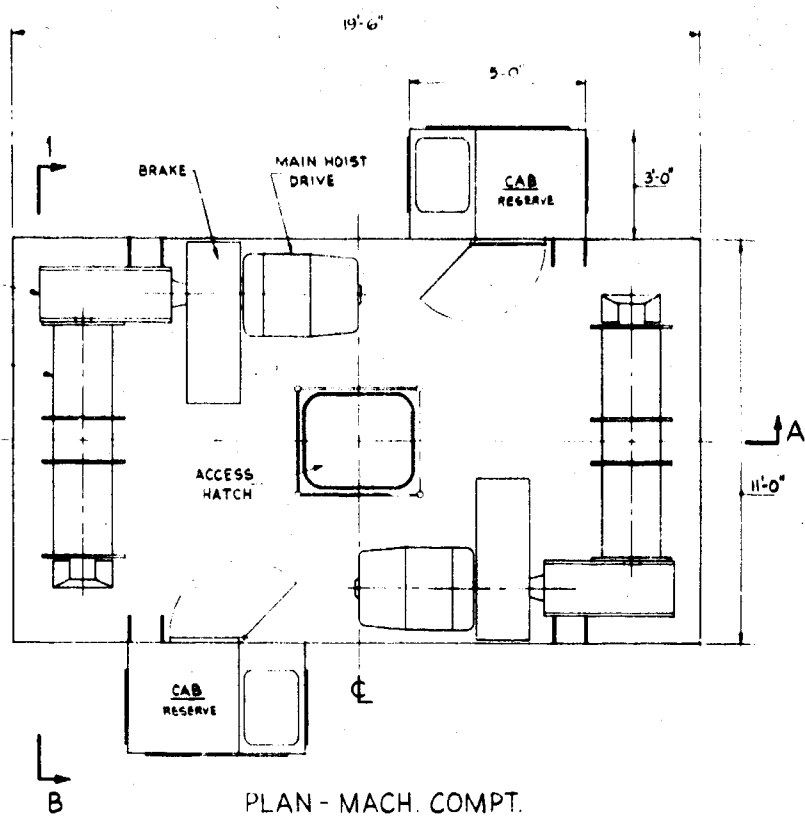 19'-6"
5'-0"
1
BRAKE
MAIN HOIST
DRIVE
CAB
RESERVE
3'-0"
A
ACCESS
HATCH
11'-0"
CAB
RESERVE
℄
B
PLAN - MACH. COMPT.